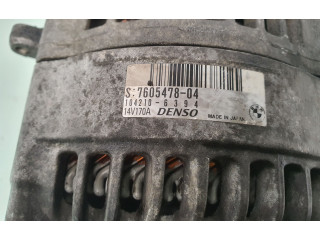 S:7605478-04
104210-6394
14V170A DENSO
MADE IN JAPAN